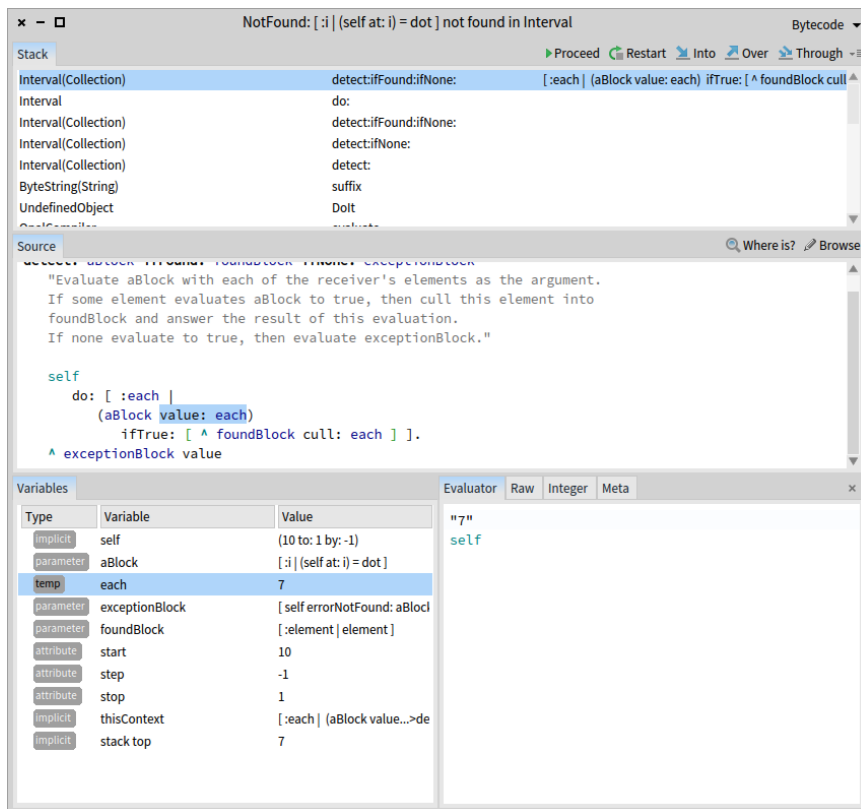 NotFound: [ :i | (self at: i) = dot ] not found in Interval
Bytecode
Stack
Proceed Restart Into Over Through
Interval(Collection) detect:ifFound:ifNone: [ :each | (aBlock value: each) ifTrue: [ ^ foundBlock cull
Interval do:
Interval(Collection) detect:ifFound:ifNone:
Interval(Collection) detect:ifNone:
Interval(Collection) detect:
ByteString(String) suffix
UndefinedObject DoIt
OpalCompiler evaluate
Source
Where is? Browse
detect: aBlock ifFound: foundBlock ifNone: exceptionBlock
"Evaluate aBlock with each of the receiver's elements as the argument.
If some element evaluates aBlock to true, then cull this element into
foundBlock and answer the result of this evaluation.
If none evaluate to true, then evaluate exceptionBlock."
self
do: [ :each |
(aBlock value: each)
ifTrue: [ ^ foundBlock cull: each ] ].
^ exceptionBlock value
Variables
Type Variable Value
implicit self (10 to: 1 by: -1)
parameter aBlock [ :i | (self at: i) = dot ]
temp each 7
parameter exceptionBlock [ self errorNotFound: aBlock
parameter foundBlock [ :element | element ]
attribute start 10
attribute step -1
attribute stop 1
implicit thisContext [ :each | (aBlock value...>de
implicit stack top 7
Evaluator Raw Integer Meta
"7"
self